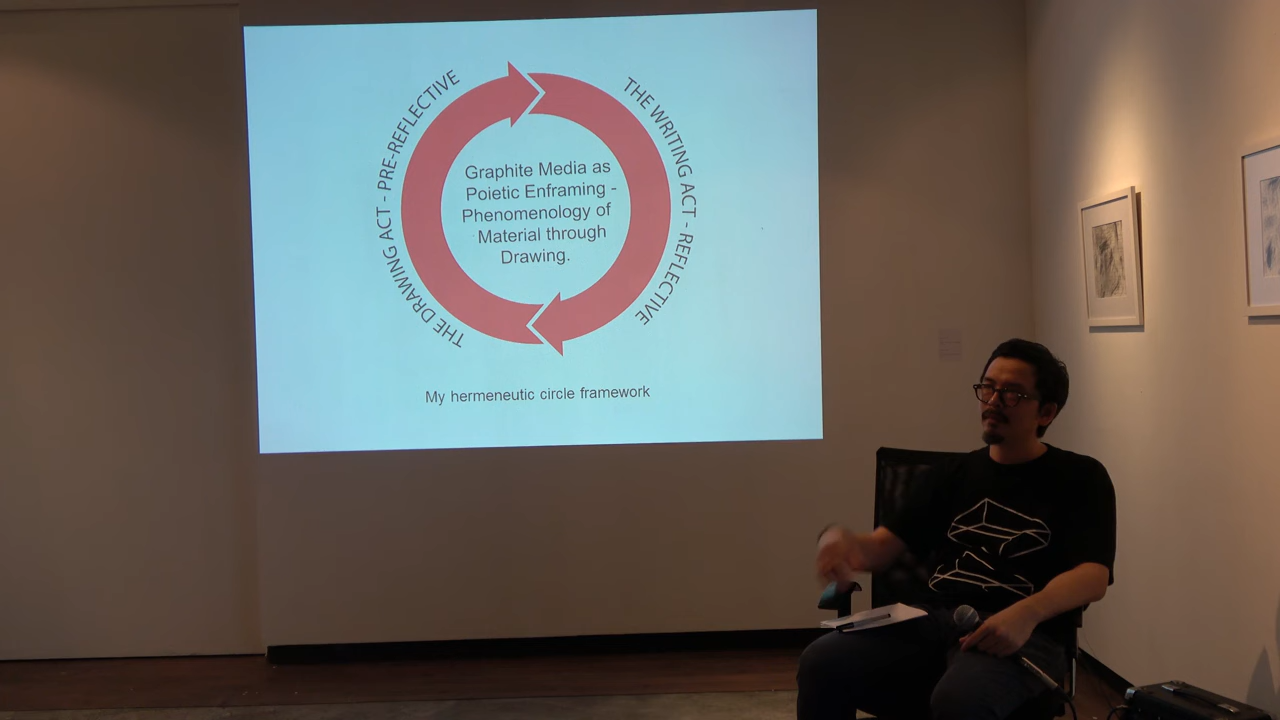 THE DRAWING ACT - PRE-REFLECTIVE
THE WRITING ACT - REFLECTIVE
Graphite Media as
Poietic Enframing -
Phenomenology of
Material through
Drawing.
My hermeneutic circle framework